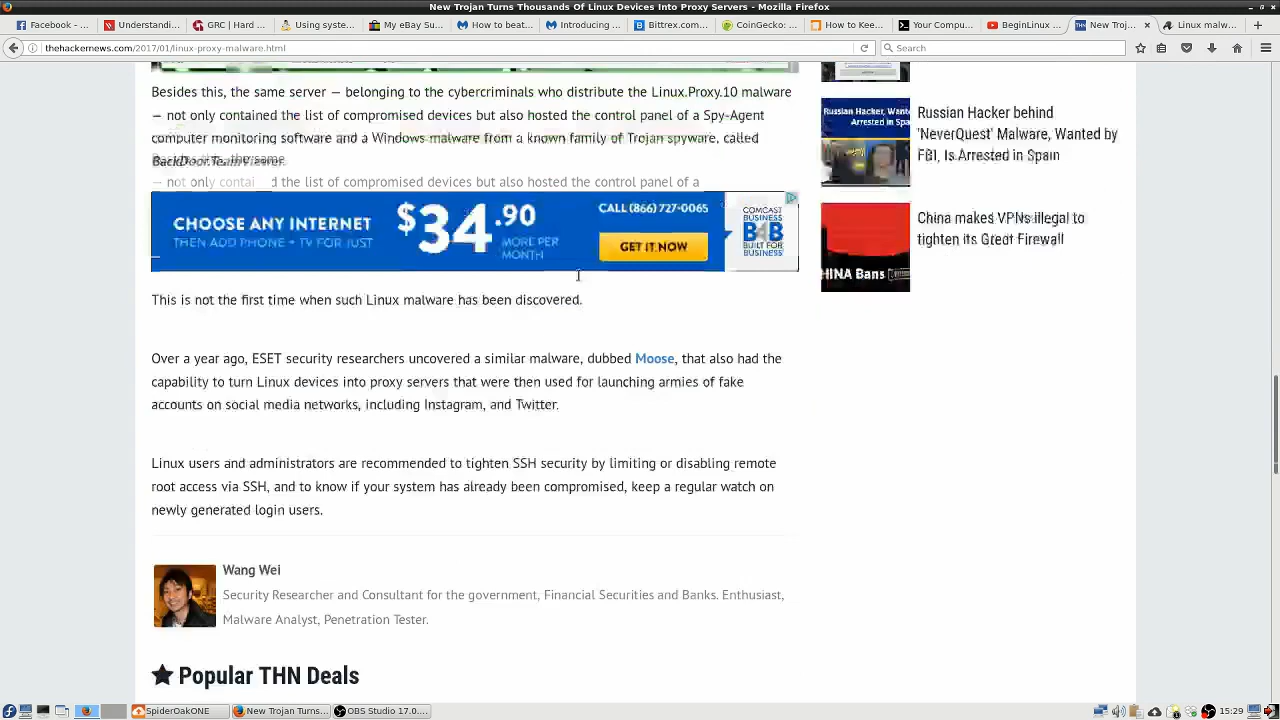 New Trojan Turns Thousands Of Linux Devices Into Proxy Servers - Mozilla Firefox
Facebook - ...
Understandi...
GRC | Hard ...
Using syste...
My eBay Su...
How to beat...
Introducing ...
Bittrex.com...
CoinGecko: ...
How to Kee...
Your Compu...
BeginLinux ...
New Troj...
Linux malw...
thehackernews.com/2017/01/linux-proxy-malware.html
Search
Besides this, the same server — belonging to the cybercriminals who distribute the Linux.Proxy.10 malware
— not only contained the list of compromised devices but also hosted the control panel of a Spy-Agent
computer monitoring software and a Windows malware from a known family of Trojan spyware, called
BackDoor.TeamViewer.
the same
— not only contai d the list of compromised devices but also hosted the control panel of a
CHOOSE ANY INTERNET
THEN ADD PHONE + TV FOR JUST
$34.90
MORE PER
MONTH
CALL (866) 727-0065
GET IT NOW
COMCAST
BUSINESS
B4B
BUILT FOR
BUSINESS
This is not the first time when such Linux malware has been discovered.
Over a year ago, ESET security researchers uncovered a similar malware, dubbed Moose, that also had the
capability to turn Linux devices into proxy servers that were then used for launching armies of fake
accounts on social media networks, including Instagram, and Twitter.
Linux users and administrators are recommended to tighten SSH security by limiting or disabling remote
root access via SSH, and to know if your system has already been compromised, keep a regular watch on
newly generated login users.
Wang Wei
Security Researcher and Consultant for the government, Financial Securities and Banks. Enthusiast,
Malware Analyst, Penetration Tester.
Popular THN Deals
Russian Hacker, Want
Arrested in Spa
Russian Hacker behind
'NeverQuest' Malware, Wanted by
FBI, Is Arrested in Spain
HINA Bans
China makes VPNs illegal to
tighten its Great Firewall
SpiderOakONE
New Trojan Turns...
OBS Studio 17.0....
15:29